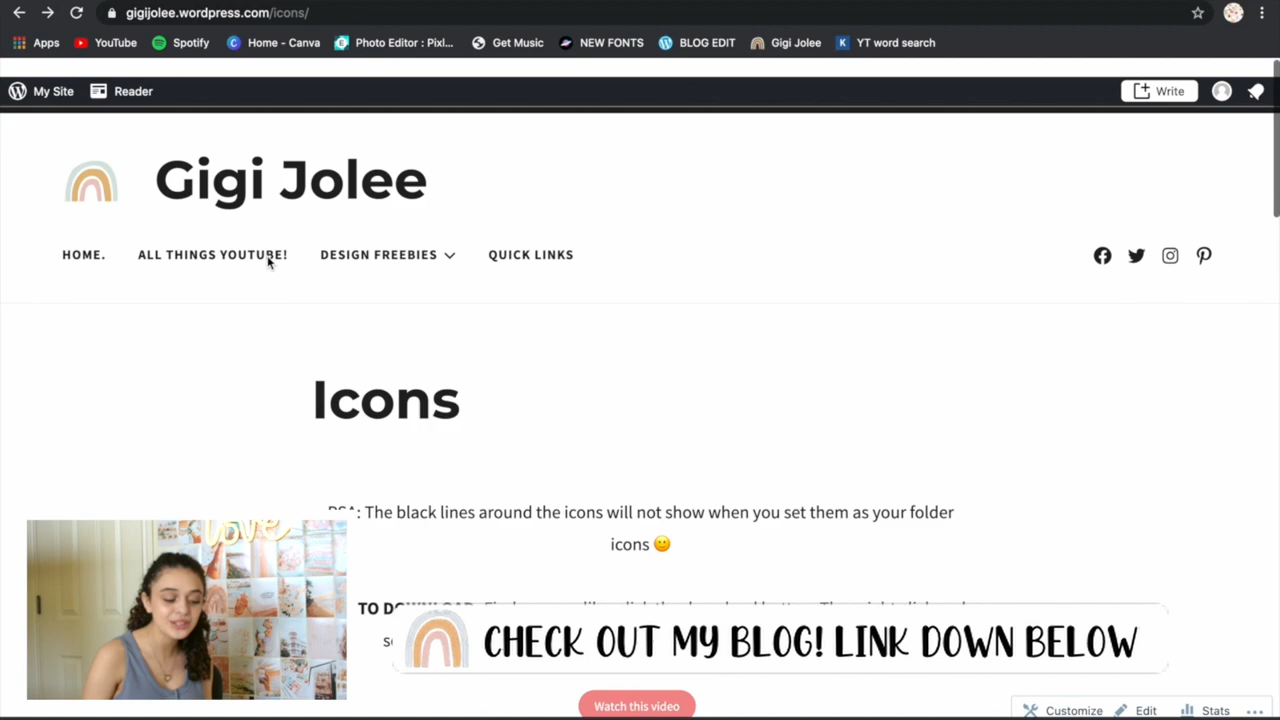 gigijolee.wordpress.com/icons/
Apps YouTube Spotify Home - Canva Photo Editor : Pixl... Get Music NEW FONTS BLOG EDIT Gigi Jolee YT word search
My Site Reader Write
Gigi Jolee
HOME. ALL THINGS YOUTUBE! DESIGN FREEBIES QUICK LINKS
Icons
PSA: The black lines around the icons will not show when you set them as your folder
icons 🙂
love
TO
CHECK OUT MY BLOG! LINK DOWN BELOW
Watch this video
Customize Edit Stats ...